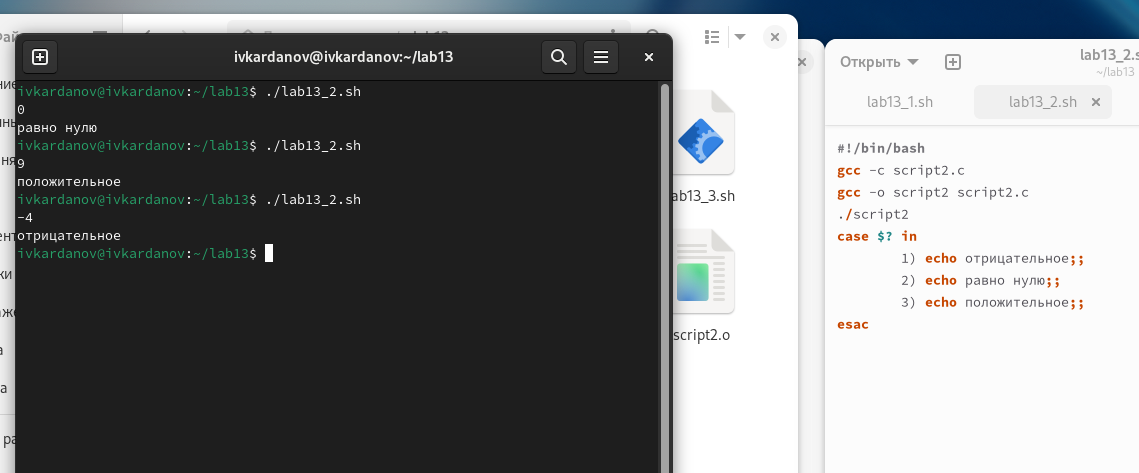 ivkardanov@ivkardanov:~/lab13
ivkardanov@ivkardanov:~/lab13$ ./lab13_2.sh
0
равно нулю
ivkardanov@ivkardanov:~/lab13$ ./lab13_2.sh
9
положительное
ivkardanov@ivkardanov:~/lab13$ ./lab13_2.sh
-4
отрицательное
ivkardanov@ivkardanov:~/lab13$
ab13_3.sh
script2.o
Открыть
lab13_2.s
~/lab13
lab13_1.sh
lab13_2.sh
#!/bin/bash
gcc -c script2.c
gcc -o script2 script2.c
./script2
case $? in
1) echo отрицательное;;
2) echo равно нулю;;
3) echo положительное;;
esac